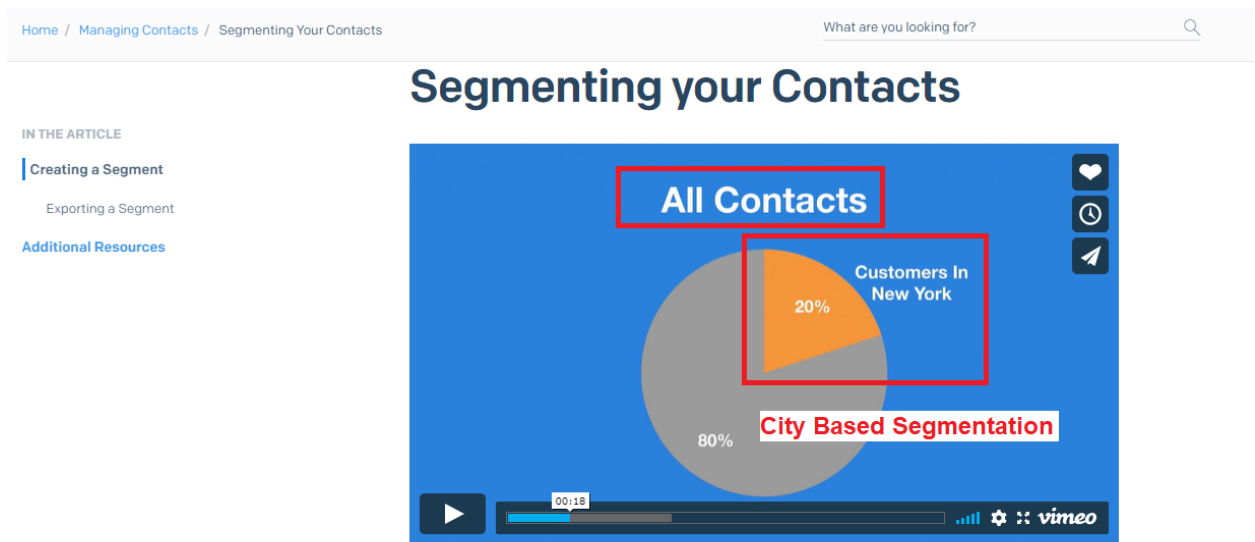 Home / Managing Contacts / Segmenting Your Contacts
What are you looking for?
Segmenting your Contacts
IN THE ARTICLE
Creating a Segment
Exporting a Segment
Additional Resources
All Contacts
Customers In
New York
20%
City Based Segmentation
80%
00:18
vimeo